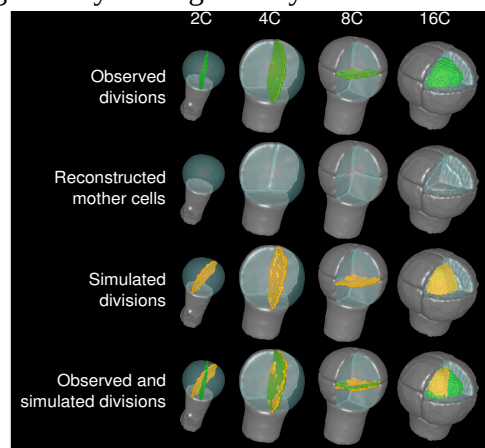 2C 4C 8C 16C
Observed
divisions
Reconstructed
mother cells
Simulated
divisions
Observed and
simulated divisions